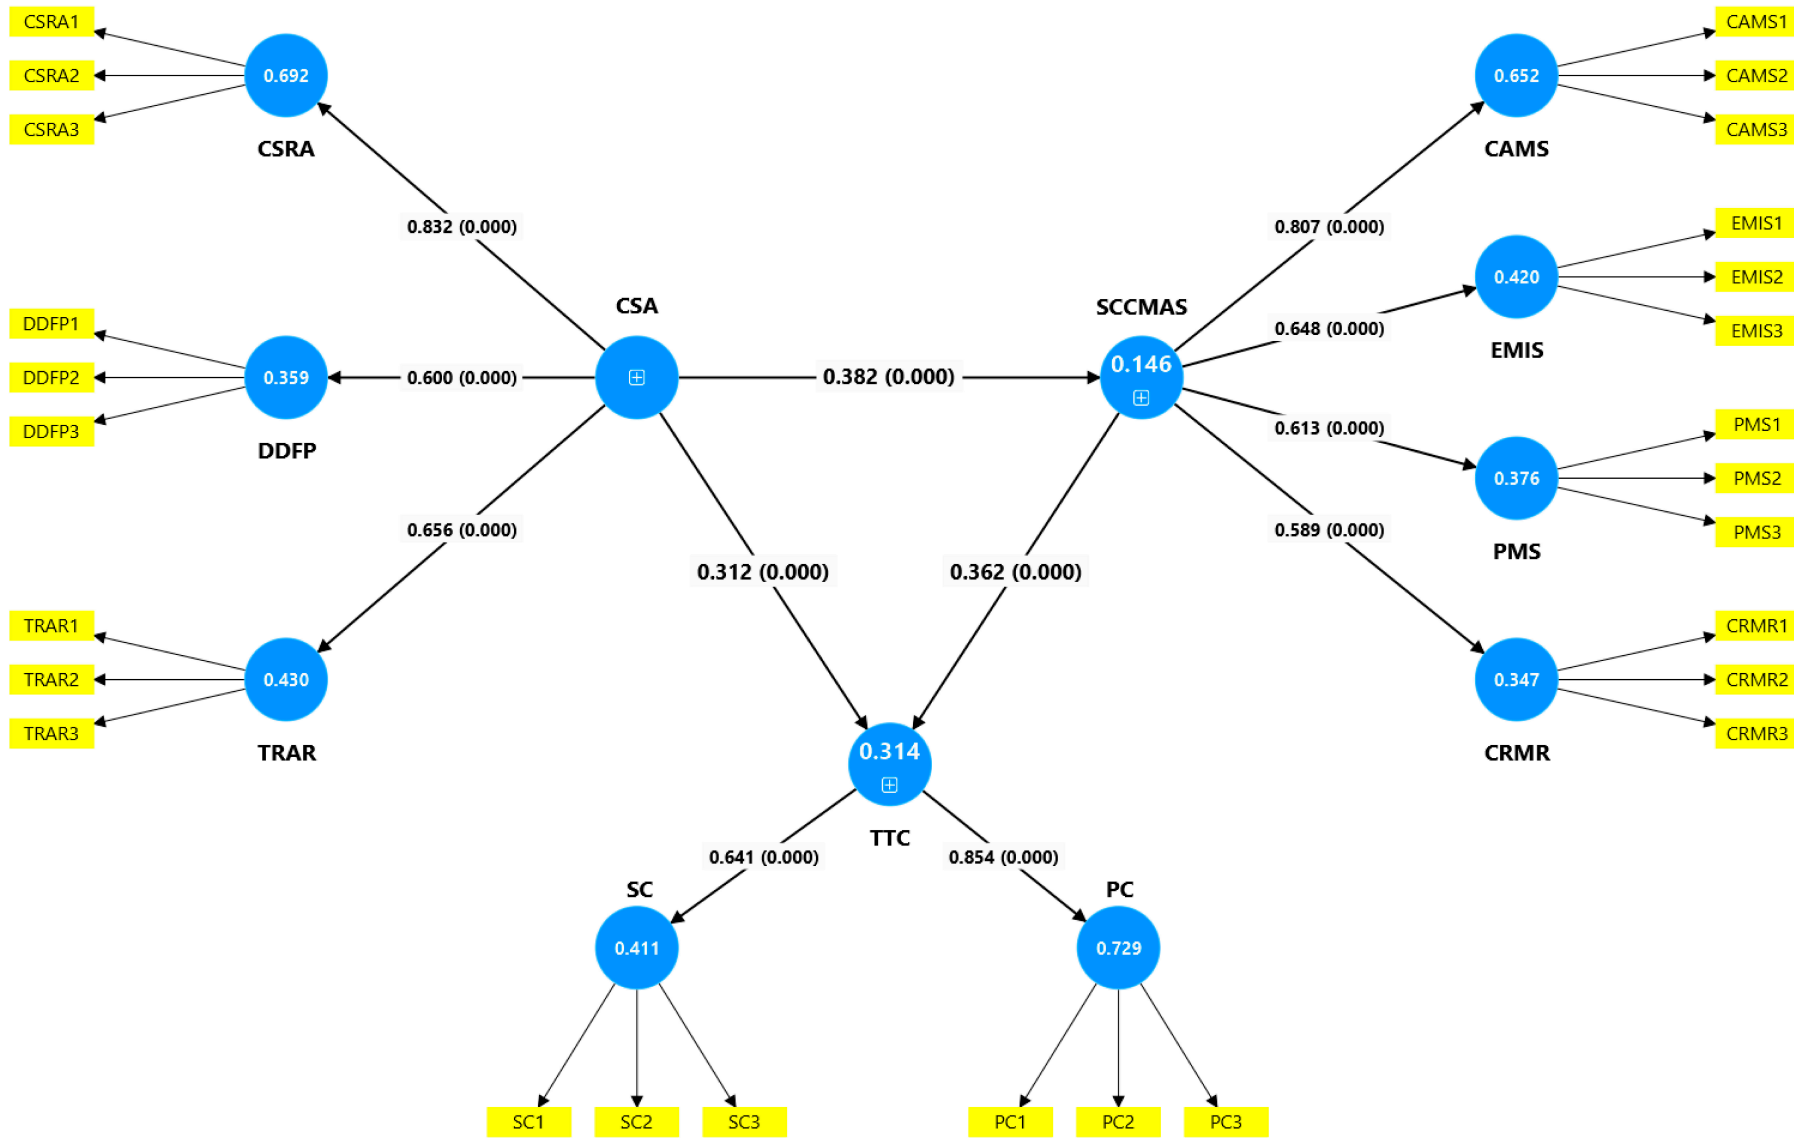 CSRA1
CSRA2
CSRA3
0.692
CSRA
CAMS1
CAMS2
CAMS3
0.652
CAMS
0.832 (0.000)
0.807 (0.000)
EMIS1
EMIS2
EMIS3
0.420
EMIS
0.648 (0.000)
CSA
SCCMAS
0.146
DDFP1
DDFP2
DDFP3
0.359
DDFP
0.600 (0.000)
0.382 (0.000)
0.613 (0.000)
PMS1
PMS2
PMS3
0.376
PMS
0.656 (0.000)
0.589 (0.000)
0.312 (0.000)
0.362 (0.000)
TRAR1
TRAR2
TRAR3
0.430
TRAR
CRMR1
CRMR2
CRMR3
0.347
CRMR
0.314
TTC
0.641 (0.000)
0.854 (0.000)
SC
0.411
PC
0.729
SC1
SC2
SC3
PC1
PC2
PC3